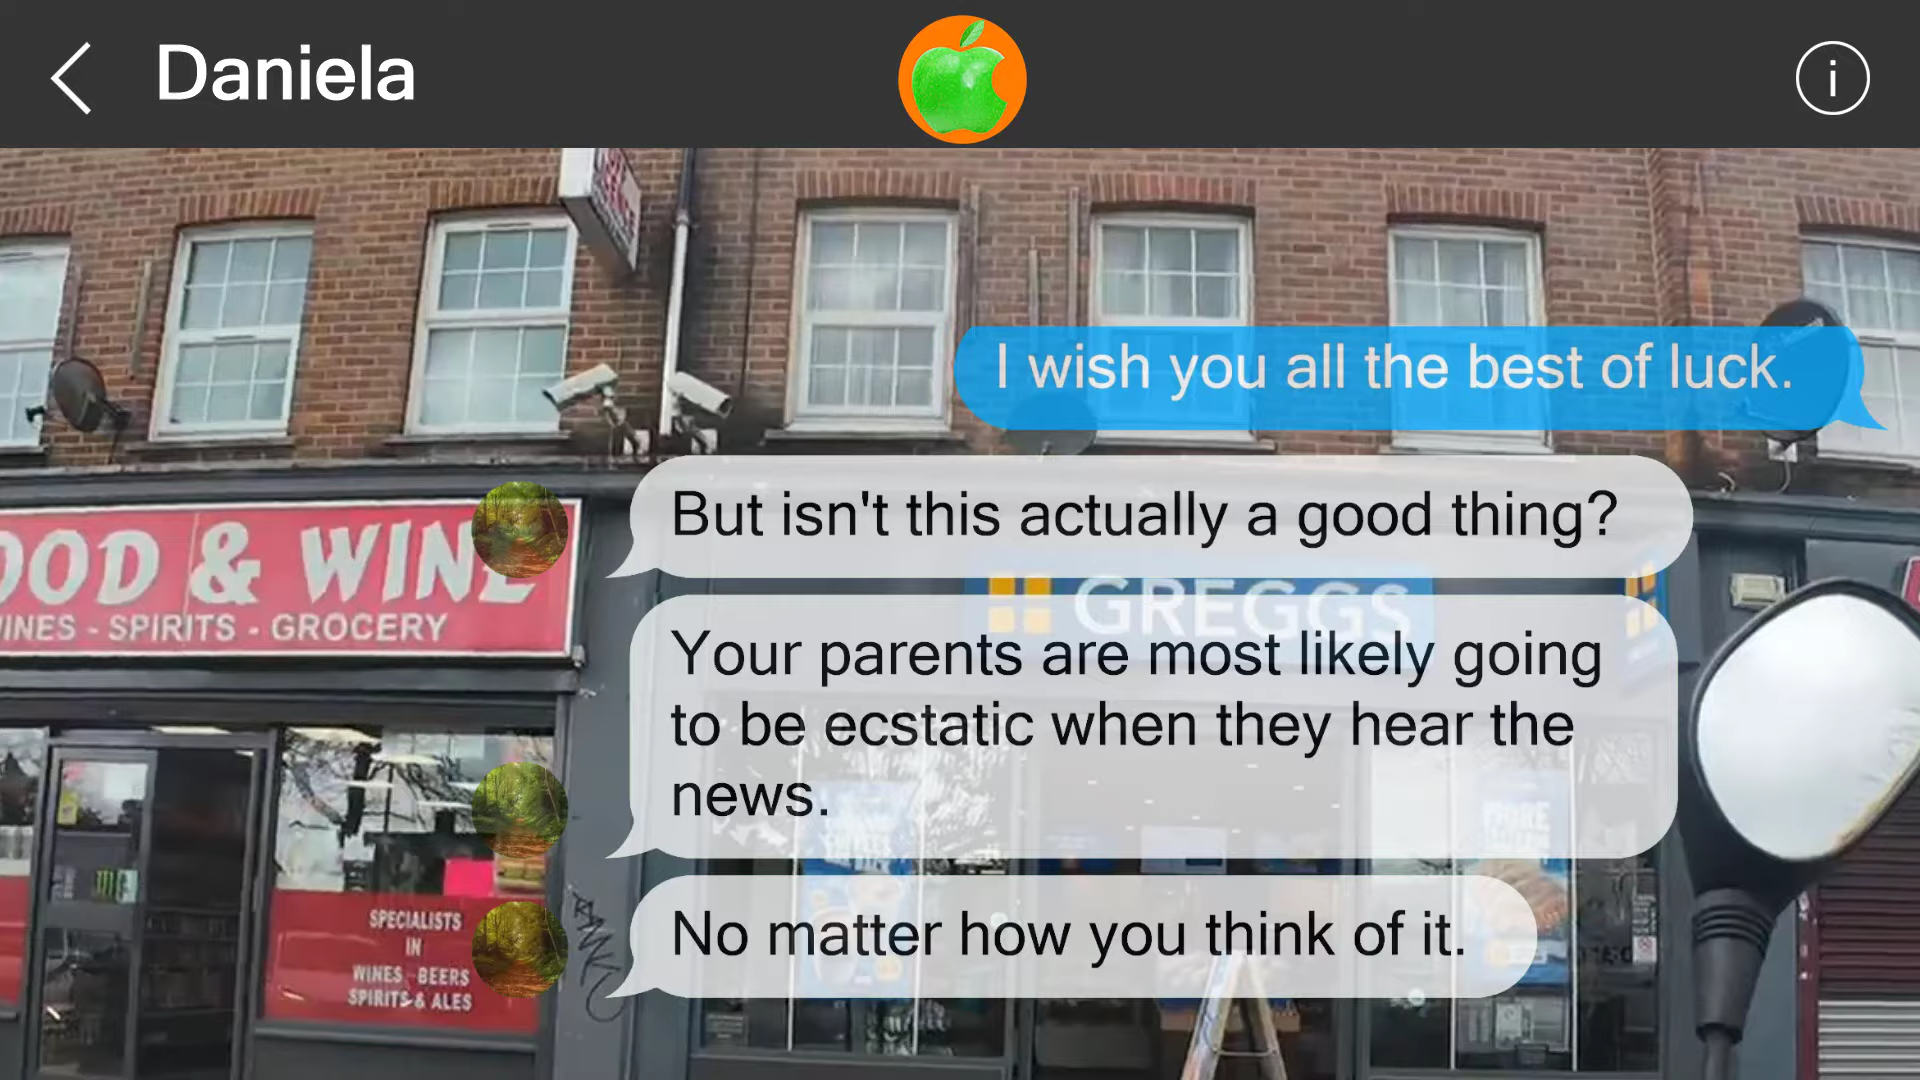 Daniela
i
I wish you all the best of luck.
But isn't this actually a good thing?
OOD & WINE
WINES - SPIRITS - GROCERY
GREGGS
Your parents are most likely going
to be ecstatic when they hear the
news.
No matter how you think of it.
SPECIALISTS
IN
WINES BEERS
SPIRITS & ALES